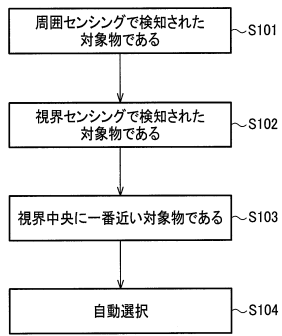 周囲センシングで検知された
対象物である
S101
視界センシングで検知された
対象物である
S102
視界中央に一番近い対象物である
S103
自動選択
S104